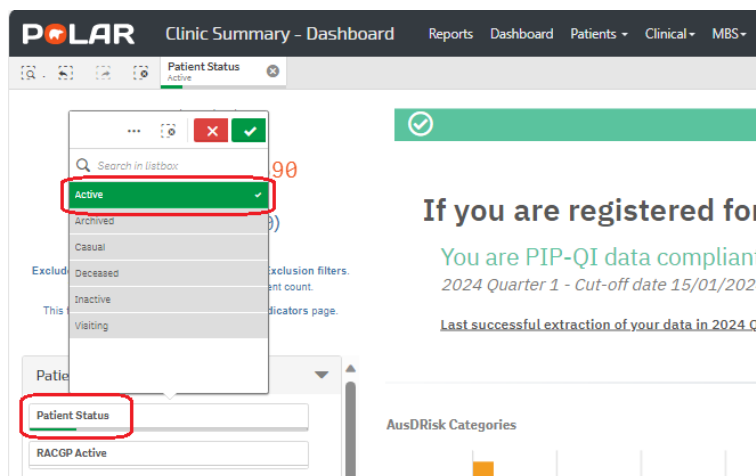 POLAR Clinic Summary - Dashboard Reports Dashboard Patients Clinical MBS
Patient Status
Active
Search in listbox
90
Active
Archived
Casual
Deceased
Inactive
Visiting
xclusion filters.
ent count.
This
dicators page.
If you are registered for
You are PIP-QI data compliant
2024 Quarter 1 - Cut-off date 15/01/202
Last successful extraction of your data in 2024 Q
Patie
Patient Status
RACGP Active
AusDRisk Categories